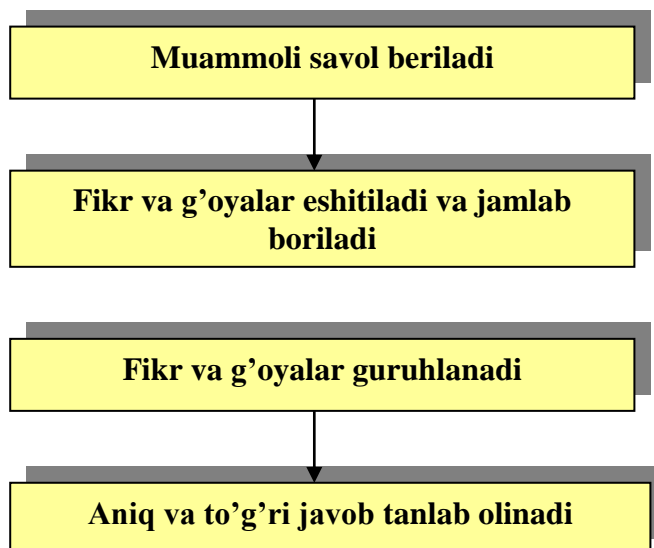 Muammoli savol beriladi
Fikr va g’oyalar eshitiladi va jamlab
boriladi
Fikr va g’oyalar guruhlanadi
Aniq va to’g’ri javob tanlab olinadi